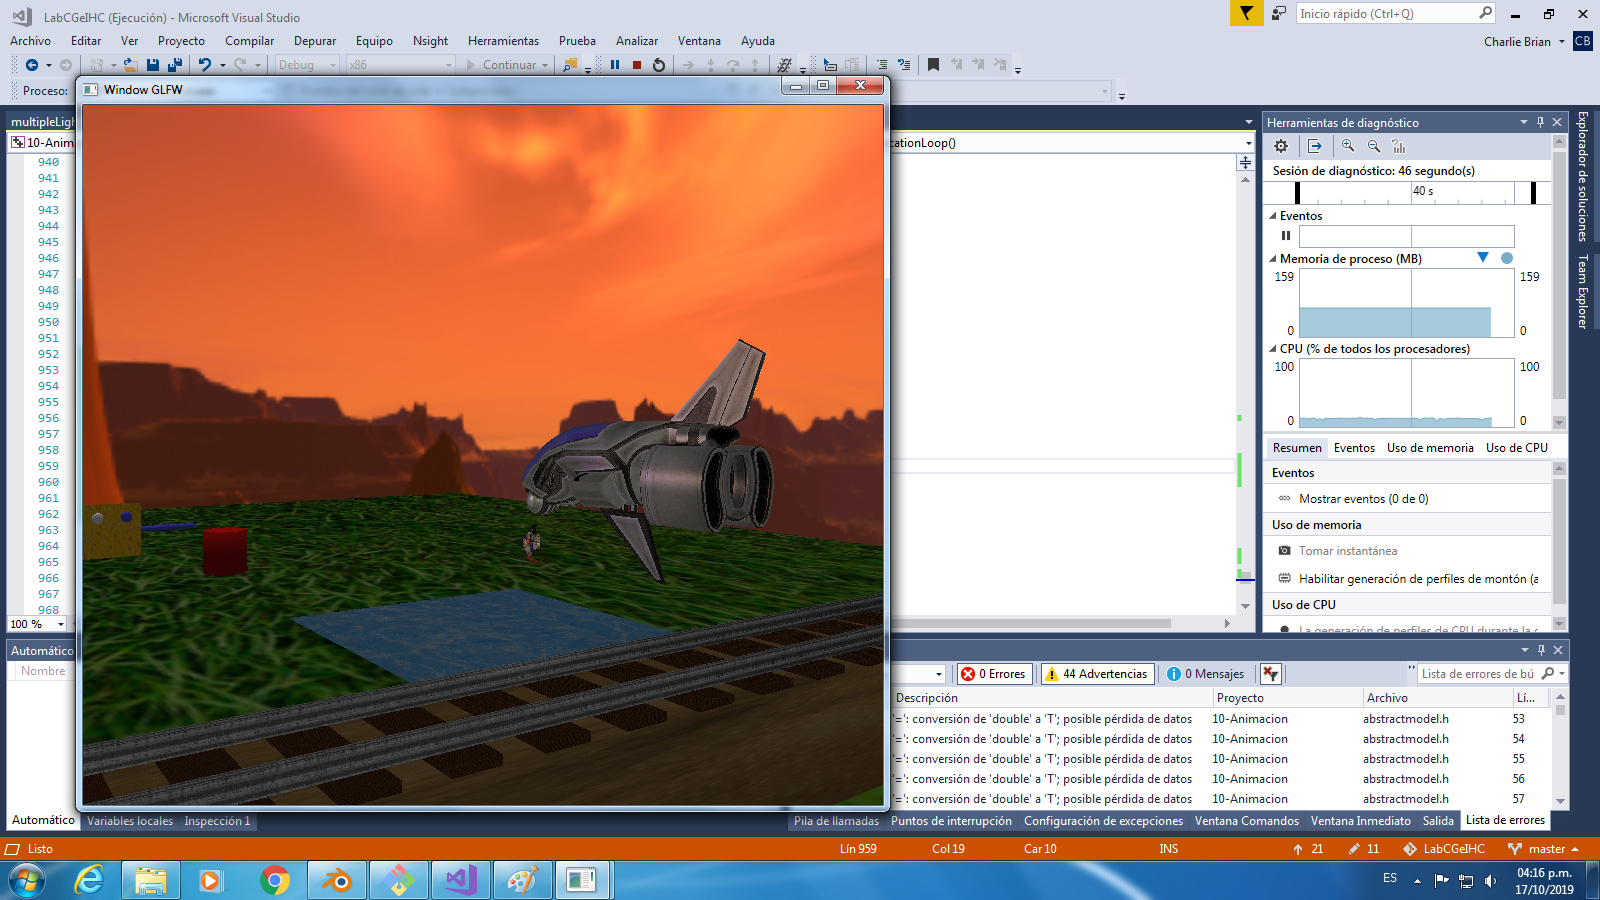 LabCGeIHC (Ejecución) - Microsoft Visual Studio
Inicio rápido (Ctrl+Q)
Archivo Editar Ver Proyecto Compilar Depurar Equipo Nsight Herramientas Prueba Analizar Ventana Ayuda
Charlie Brian CB
Debug x86 Continuar
Proceso:
Window GLFW
multipleLigh
10-Anima
cationLoop()
940
941
942
943
944
945
946
947
948
949
950
951
952
953
954
955
956
957
958
959
960
961
962
963
964
965
966
967
968
100 %
Herramientas de diagnóstico
Sesión de diagnóstico: 46 segundo(s)
40 s
Eventos
Memoria de proceso (MB)
159 159
0 0
CPU (% de todos los procesadores)
100 100
0 0
Resumen Eventos Uso de memoria Uso de CPU
Eventos
Mostrar eventos (0 de 0)
Uso de memoria
Tomar instantánea
Habilitar generación de perfiles de montón (a
Uso de CPU
La generación de perfiles de CPU durante la
Explorador de soluciones
Team Explorer
Automático
Nombre
Automático Variables locales Inspección 1
0 Errores 44 Advertencias 0 Mensajes
Lista de errores de bú
Descripción Proyecto Archivo Lí...
'=': conversión de 'double' a 'T'; posible pérdida de datos 10-Animacion abstractmodel.h 53
'=': conversión de 'double' a 'T'; posible pérdida de datos 10-Animacion abstractmodel.h 54
'=': conversión de 'double' a 'T'; posible pérdida de datos 10-Animacion abstractmodel.h 55
'=': conversión de 'double' a 'T'; posible pérdida de datos 10-Animacion abstractmodel.h 56
'=': conversión de 'double' a 'T'; posible pérdida de datos 10-Animacion abstractmodel.h 57
Pila de llamadas Puntos de interrupción Configuración de excepciones Ventana Comandos Ventana Inmediato Salida Lista de errores
Listo Lín 959 Col 19 Car 10 INS 21 11 LabCGeIHC master
ES
04:16 p.m.
17/10/2019